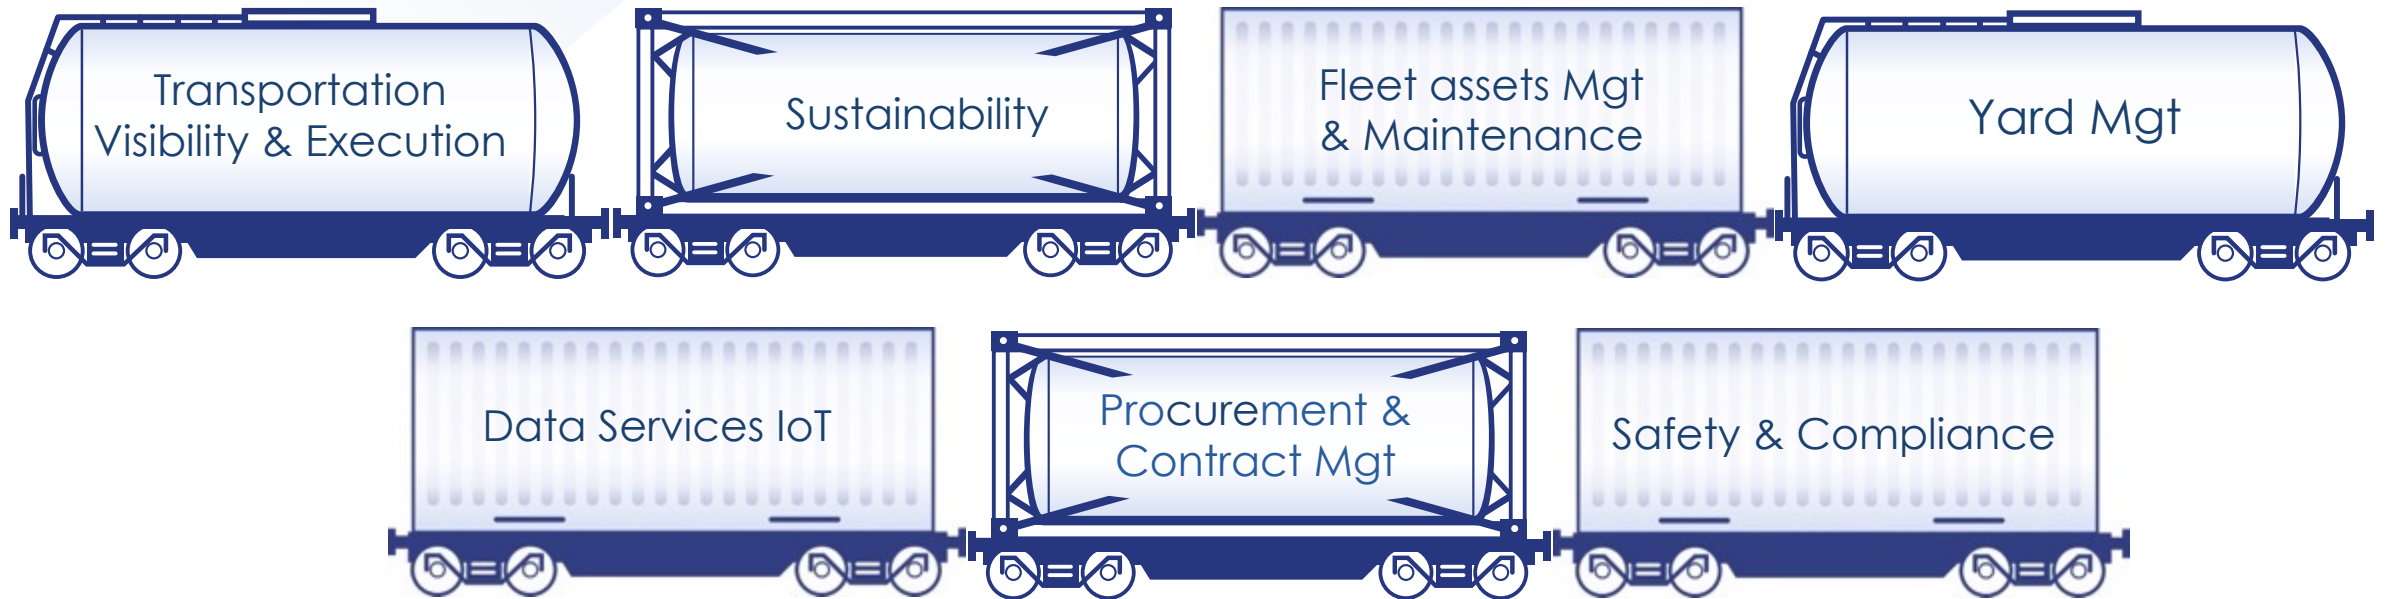 Transportation
Visibility & Execution
Sustainability
Fleet assets Mgt
& Maintenance
Yard Mgt
Data Services IoT
Procurement &
Contract Mgt
Safety & Compliance